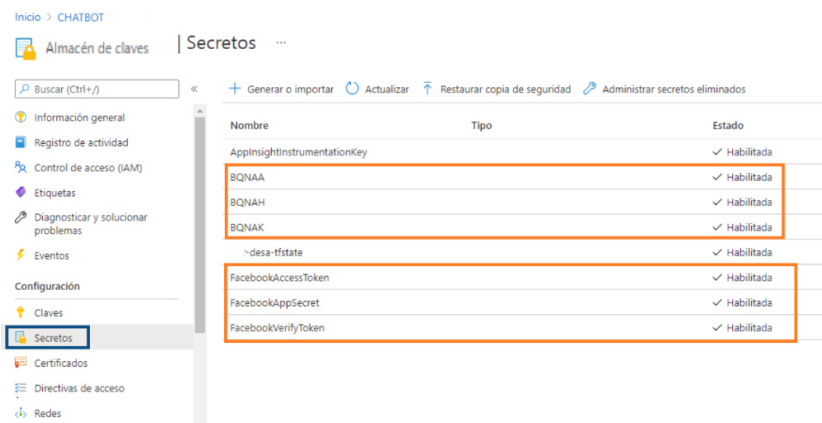 Inicio > CHATBOT
Almacén de claves | Secretos ...
Buscar (Ctrl+/)
«
Generar o importar Actualizar Restaurar copia de seguridad Administrar secretos eliminados
Información general
Registro de actividad
Control de acceso (IAM)
Etiquetas
Diagnosticar y solucionar
problemas
Eventos
Configuración
Claves
Secretos
Certificados
Directivas de acceso
Redes
Nombre Tipo Estado
AppInsightInstrumentationKey Habilitada
BQNAA Habilitada
BQNAH Habilitada
BQNAK Habilitada
-desa-tfstate Habilitada
FacebookAccessToken Habilitada
FacebookAppSecret Habilitada
FacebookVerifyToken Habilitada